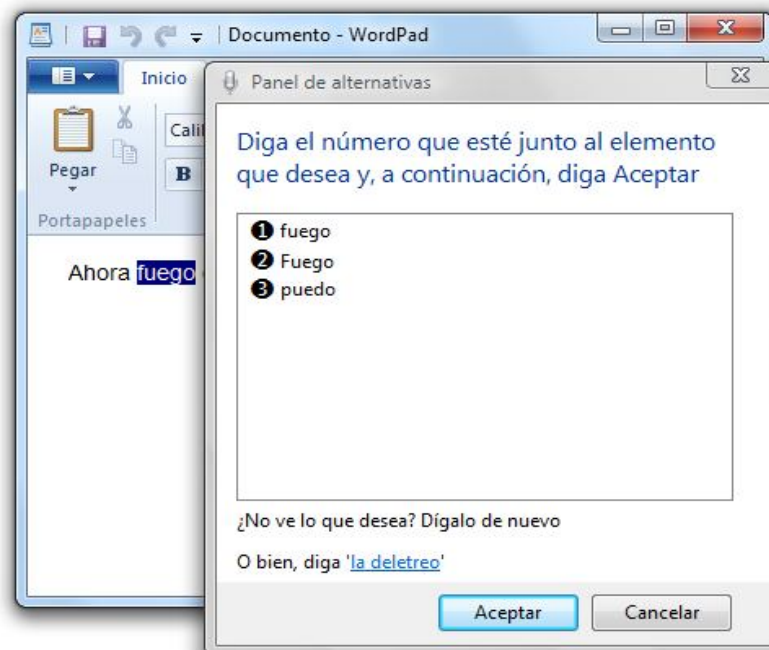 Documento - WordPad
Inicio
Panel de alternativas
Pegar
Cali
B
Portapapeles
Ahora fuego
Diga el número que esté junto al elemento
que desea y, a continuación, diga Aceptar
1 fuego
2 Fuego
3 puedo
¿No ve lo que desea? Dígalo de nuevo
O bien, diga 'la deletreo'
Aceptar
Cancelar